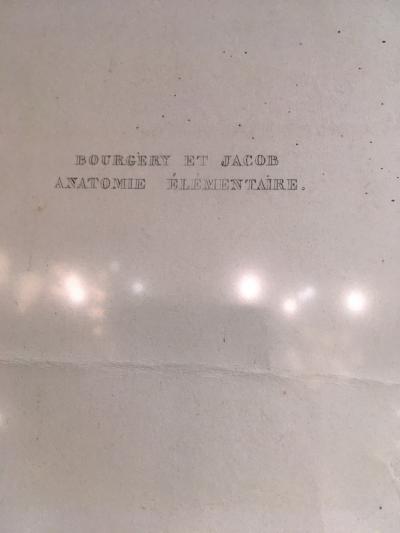 BOURGERY ET JACOB
ANATOMIE ÉLÉMENTAIRE.